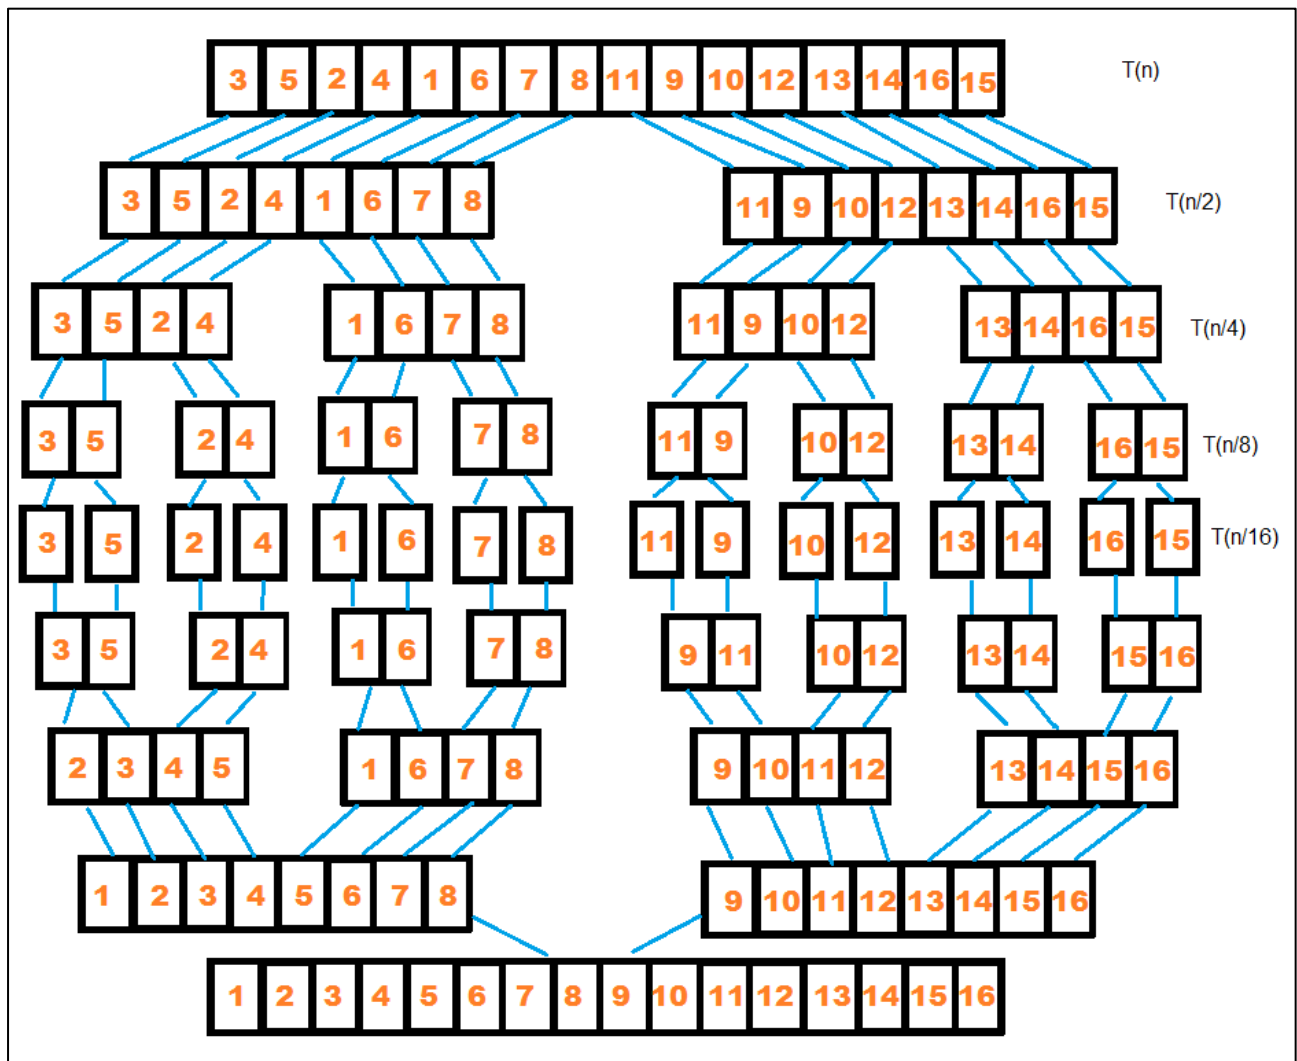 3 5 2 4 1 6 7 8 11 9 10 12 13 14 16 15 T(n)
3 5 2 4 1 6 7 8 11 9 10 12 13 14 16 15 T(n/2)
3 5 2 4 1 6 7 8 11 9 10 12 13 14 16 15 T(n/4)
3 5 2 4 1 6 7 8 11 9 10 12 13 14 16 15 T(n/8)
3 5 2 4 1 6 7 8 11 9 10 12 13 14 16 15 T(n/16)
3 5 2 4 1 6 7 8 9 11 10 12 13 14 15 16
2 3 4 5 1 6 7 8 9 10 11 12 13 14 15 16
1 2 3 4 5 6 7 8 9 10 11 12 13 14 15 16
1 2 3 4 5 6 7 8 9 10 11 12 13 14 15 16